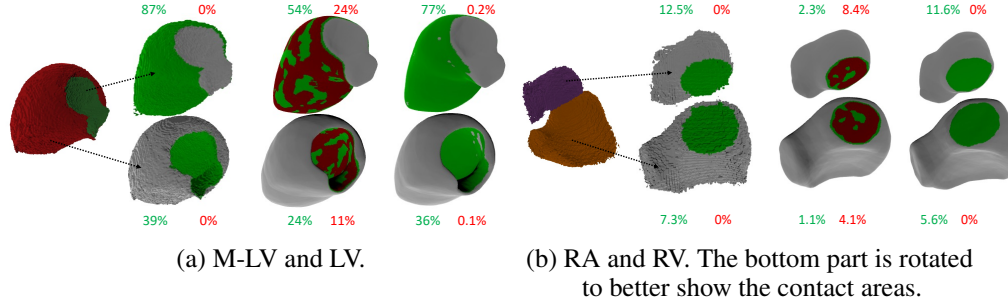 87% 0% 54% 24% 77% 0.2% 12.5% 0% 2.3% 8.4% 11.6% 0%
39% 0% 24% 11% 36% 0.1% 7.3% 0% 1.1% 4.1% 5.6% 0%
(a) M-LV and LV.
(b) RA and RV. The bottom part is rotated
to better show the contact areas.